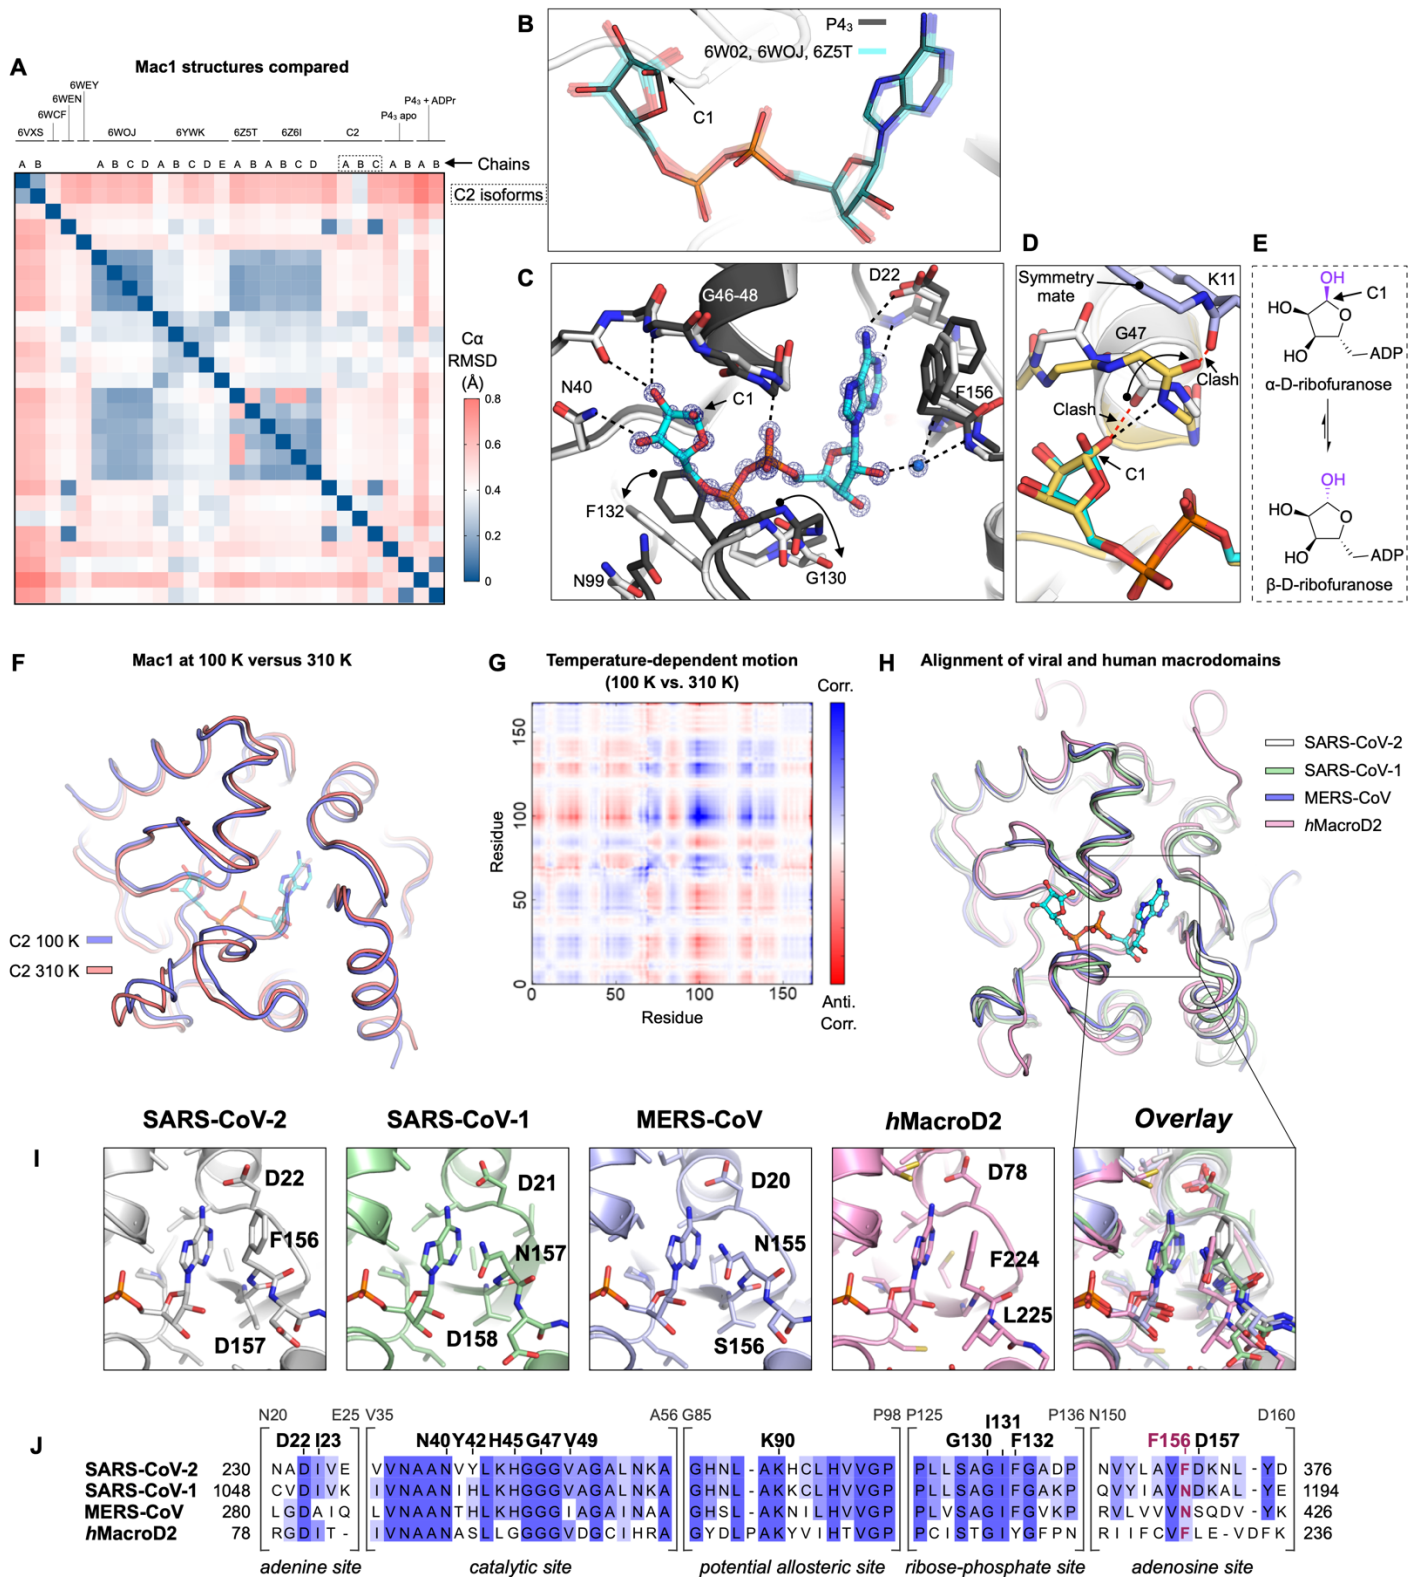 A
Mac1 structures compared
6VXS 6WCF 6WEN 6WEY 6WOJ 6YWK 6Z5T 6Z6I C2 P4₃ apo P4₃ + ADPr
A B A B C D A B C D E A B A B C D A B C A B A B
Chains
C2 isoforms
Cα
RMSD
(Å)
0.8
0.6
0.4
0.2
0
B
P4₃
6W02, 6WOJ, 6Z5T
C1
C
G46-48
D22
N40
C1
F156
F132
N99
G130
D
Symmetry
mate
K11
G47
Clash
Clash
C1
E
OH
C1
HO
O
HO
ADP
α-D-ribofuranose
OH
HO
O
HO
ADP
β-D-ribofuranose
F
Mac1 at 100 K versus 310 K
C2 100 K
C2 310 K
G
Temperature-dependent motion
(100 K vs. 310 K)
Corr.
Residue
0 50 100 150
0 50 100 150
Residue
Anti.
Corr.
H
Alignment of viral and human macrodomains
SARS-CoV-2
SARS-CoV-1
MERS-CoV
hMacroD2
I
SARS-CoV-2
D22
F156
D157
SARS-CoV-1
D21
N157
D158
MERS-CoV
D20
N155
S156
hMacroD2
D78
F224
L225
Overlay
J
N20 E25 V35 A56 G85 P98 P125 P136 N150 D160
D22 I23 N40 Y42 H45 G47 V49 K90 G130 I131 F132 F156 D157
SARS-CoV-2 230 NADIVE VVNAANVYLKHGGGVAGALNKA GHNL-AKHCLHVVGP PLLSAGIFGADP NVYLAVFDKNL-YD 376
SARS-CoV-1 1048 CVDIVK IVNAANIHLKHGGGVAGALNKA GHNL-AKKCLHVVGP PLLSAGIFGAKP QVYIAVNDKAL-YE 1194
MERS-CoV 280 LGDAIQ LVNAANTYLKHGGGIAGALNKA GHSL-AKNILHVVGP PLVSAGIFGVKP RVLVVVNSQDV-YK 426
hMacroD2 78 RGDIT- IVNAANASLLGGGGVDGCIHRA GYDLPAKYVIHTVGP PCISTGIYGFPN RIIFCVFLE-VDFK 236
adenine site
catalytic site
potential allosteric site
ribose-phosphate site
adenosine site